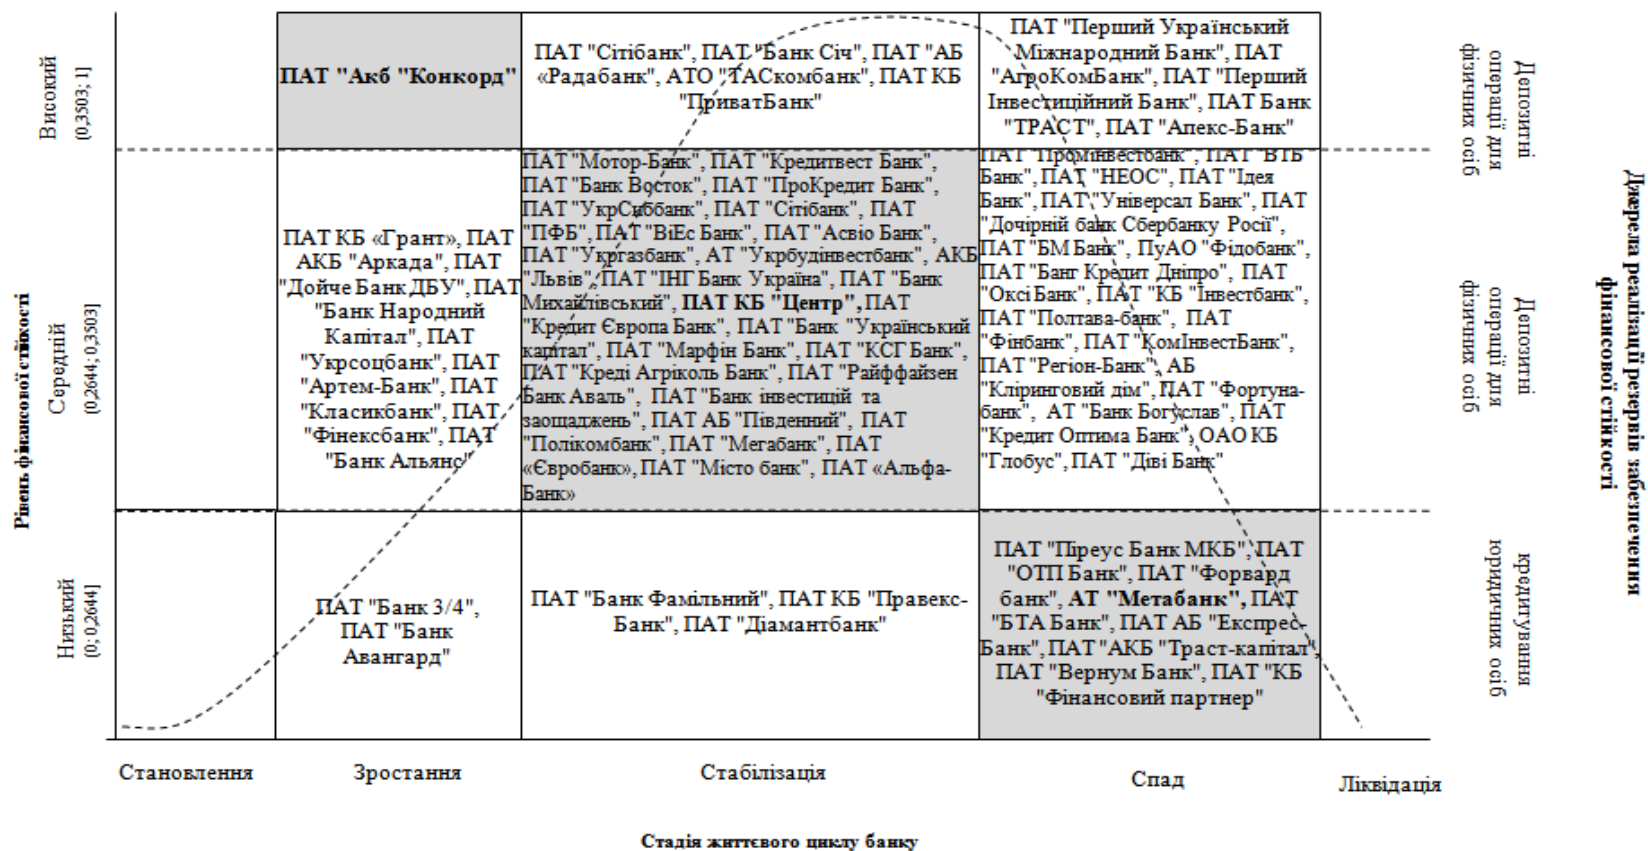 Рівень фінансової стійкості
Високий
(0,3503; 1]
Середній
(0,2644; 0,3503]
Низький
(0; 0,2644]
ПАТ "Акб "Конкорд"
ПАТ "Сітібанк", ПАТ "Банк Січ", ПАТ "АБ
«Радабанк", АТО "ТАСкомбанк", ПАТ КБ
"ПриватБанк"
ПАТ "Перший Український
Міжнародний Банк", ПАТ
"АгроКомБанк", ПАТ "Перший
Інвестиційний Банк", ПАТ Банк
"ТРАСТ", ПАТ "Апекс-Банк"
ПАТ КБ «Грант», ПАТ
АКБ "Аркада", ПАТ
"Дойче Банк ДБУ", ПАТ
"Банк Народний
Капітал", ПАТ
"Укрсоцбанк", ПАТ
"Артем-Банк", ПАТ
"Класикбанк", ПАТ
"Фінексбанк", ПАТ
"Банк Альянс"
ПАТ "Мотор-Банк", ПАТ "Кредитвест Банк",
ПАТ "Банк Восток", ПАТ "ПроКредит Банк",
ПАТ "УкрСиббанк", ПАТ "Сітібанк", ПАТ
"ПФБ", ПАТ "ВіЕс Банк", ПАТ "Асвіо Банк",
ПАТ "Укргазбанк", АТ "Укрбудінвестбанк", АКБ
"Львів", ПАТ "ІНГ Банк Україна", ПАТ "Банк
Михайлівський", ПАТ КБ "Центр", ПАТ
"Кредит Європа Банк", ПАТ "Банк "Український
капітал", ПАТ "Марфін Банк", ПАТ "КСГ Банк",
ПАТ "Креді Агріколь Банк", ПАТ "Райффайзен
Банк Аваль", ПАТ "Банк інвестицій та
заощаджень", ПАТ АБ "Південний", ПАТ
"Полікомбанк", ПАТ "Мегабанк", ПАТ
«Євробанк», ПАТ "Місто банк", ПАТ «Альфа-
Банк»
ПАТ "Промінвестбанк", ПАТ "ВТБ
Банк", ПАТ "НЕОС", ПАТ "Ідея
Банк", ПАТ "Універсал Банк", ПАТ
"Дочірній банк Сбербанку Росії",
ПАТ "БМ Банк", ПуАО "Фідобанк",
ПАТ "Банг Кредит Дніпро", ПАТ
"Оксі Банк", ПАТ "КБ "Інвестбанк",
ПАТ "Полтава-банк", ПАТ
"Фінбанк", ПАТ "КомІнвестБанк",
ПАТ "Регіон-Банк", АБ
"Кліринговий дім", ПАТ "Фортуна-
банк", АТ "Банк Богуслав", ПАТ
"Кредит Оптима Банк", ОАО КБ
"Глобус", ПАТ "Діві Банк"
ПАТ "Банк 3/4",
ПАТ "Банк
Авангард"
ПАТ "Банк Фамільний", ПАТ КБ "Правекс-
Банк", ПАТ "Діамантбанк"
ПАТ "Піреус Банк МКБ", ПАТ
"ОТП Банк", ПАТ "Форвард
банк", АТ "Метабанк", ПАТ
"БТА Банк", ПАТ АБ "Експрес-
Банк", ПАТ "АКБ "Траст-капітал",
ПАТ "Вернум Банк", ПАТ "КБ
"Фінансовий партнер"
Депозитні
операції для
фізичних осіб
Депозитні
операції для
фізичних осіб
кредитування
юридичних осіб
Джерела реалізації резервів забезпечення
фінансової стійкості
Становлення
Зростання
Стабілізація
Спад
Ліквідація
Стадія життєвого циклу банку